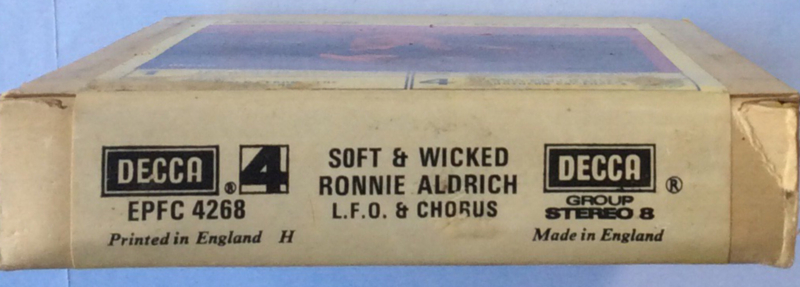 DECCA ® 4
EPFC 4268
Printed in England H
SOFT & WICKED
RONNIE ALDRICH
L.F.O. & CHORUS
DECCA ®
GROUP
STEREO 8
Made in England
4